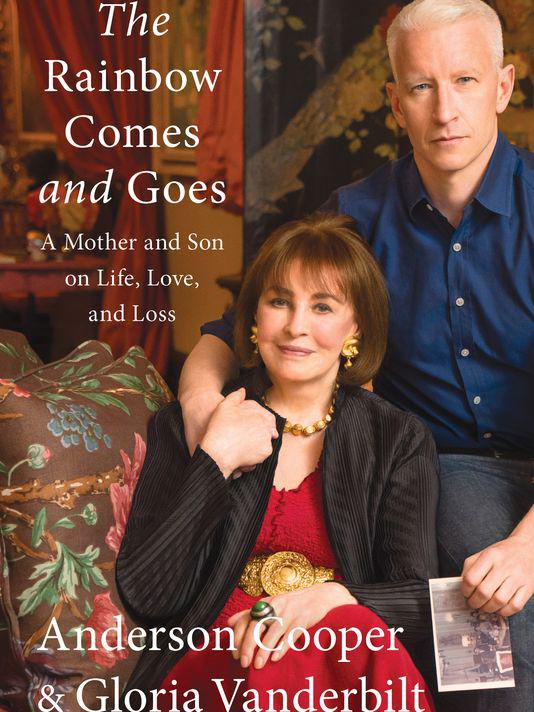 The
Rainbow
Comes
and Goes
A Mother and Son
on Life, Love,
and Loss
Anderson Cooper
& Gloria Vanderbilt